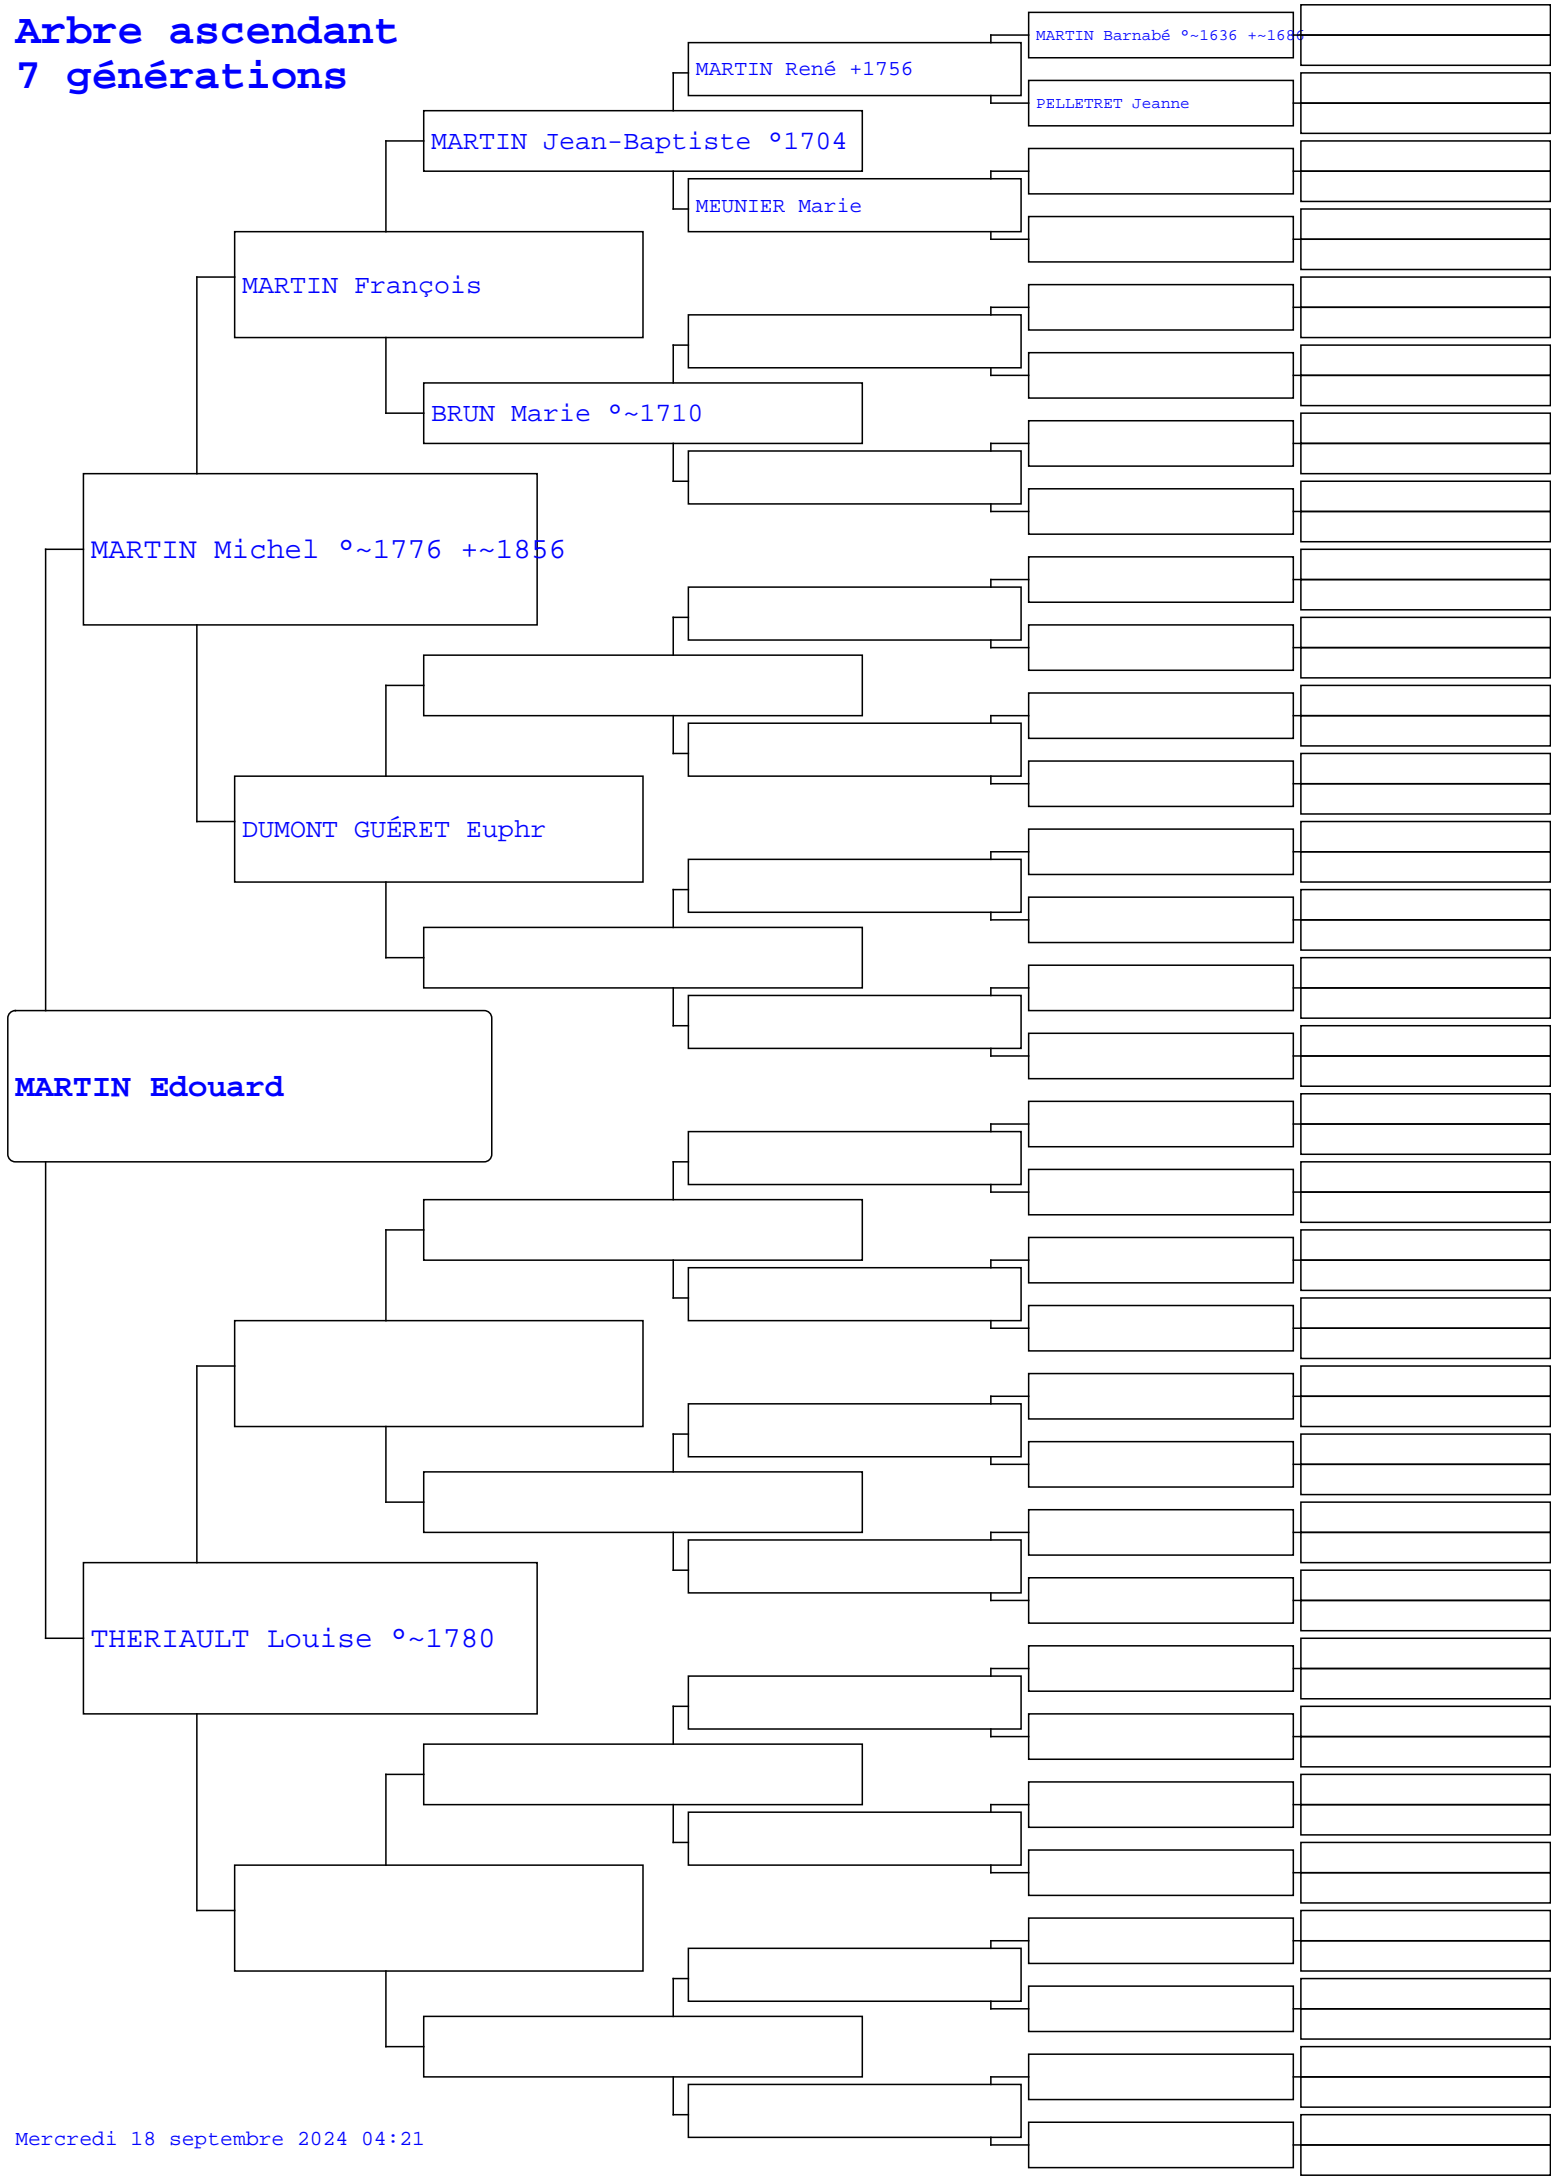 Arbre ascendant
7 générations
MARTIN Barnabé °~1636 +~1686
MARTIN René +1756
PELLETRET Jeanne
MARTIN Jean-Baptiste °1704
MEUNIER Marie
MARTIN François
BRUN Marie °~1710
MARTIN Michel °~1776 +~1856
DUMONT GUÉRET Euphr
MARTIN Edouard
THERIAULT Louise °~1780
Mercredi 18 septembre 2024 04:21